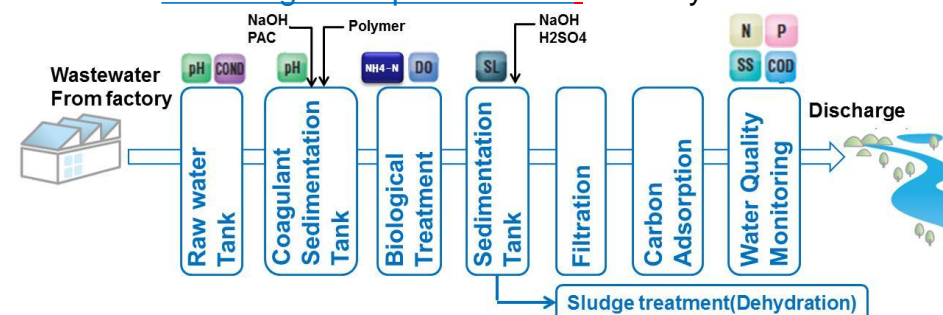 NaOH
PAC
Polymer
NaOH
H2SO4
N
P
SS
COD
pH
COND
pH
NH4-N
DO
SL
Wastewater
From factory
Discharge
Raw water
Tank
Coagulant
Sedimentation
Tank
Biological
Treatment
Sedimentation
Tank
Filtration
Carbon
Adsorption
Water Quality
Monitoring
Sludge treatment(Dehydration)